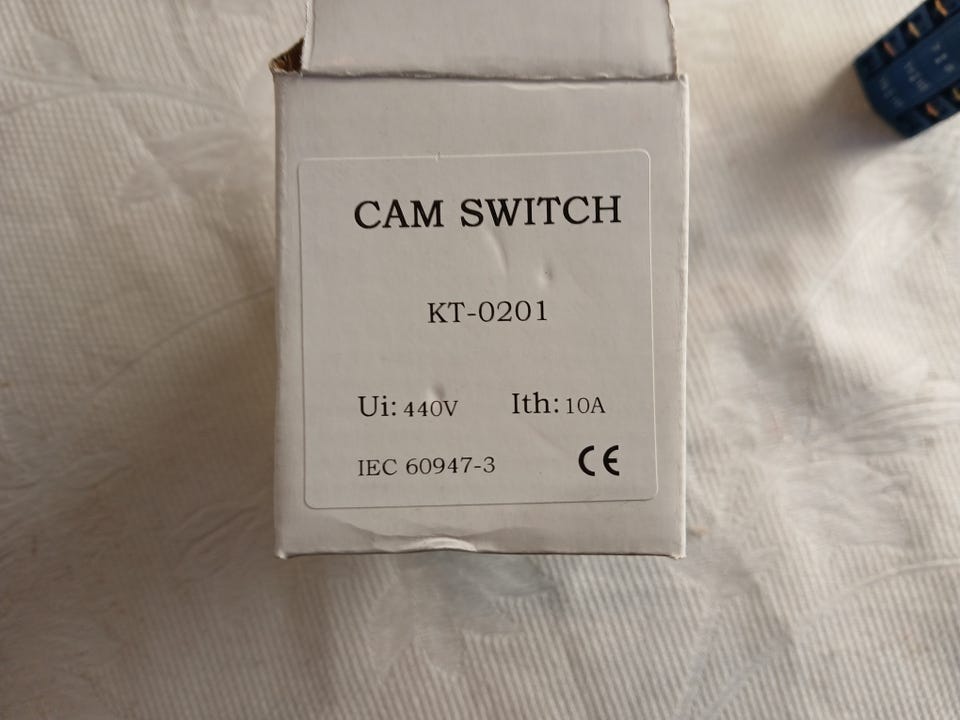 CAM SWITCH
KT-0201
Ui: 440V Ith: 10A
IEC 60947-3 CE